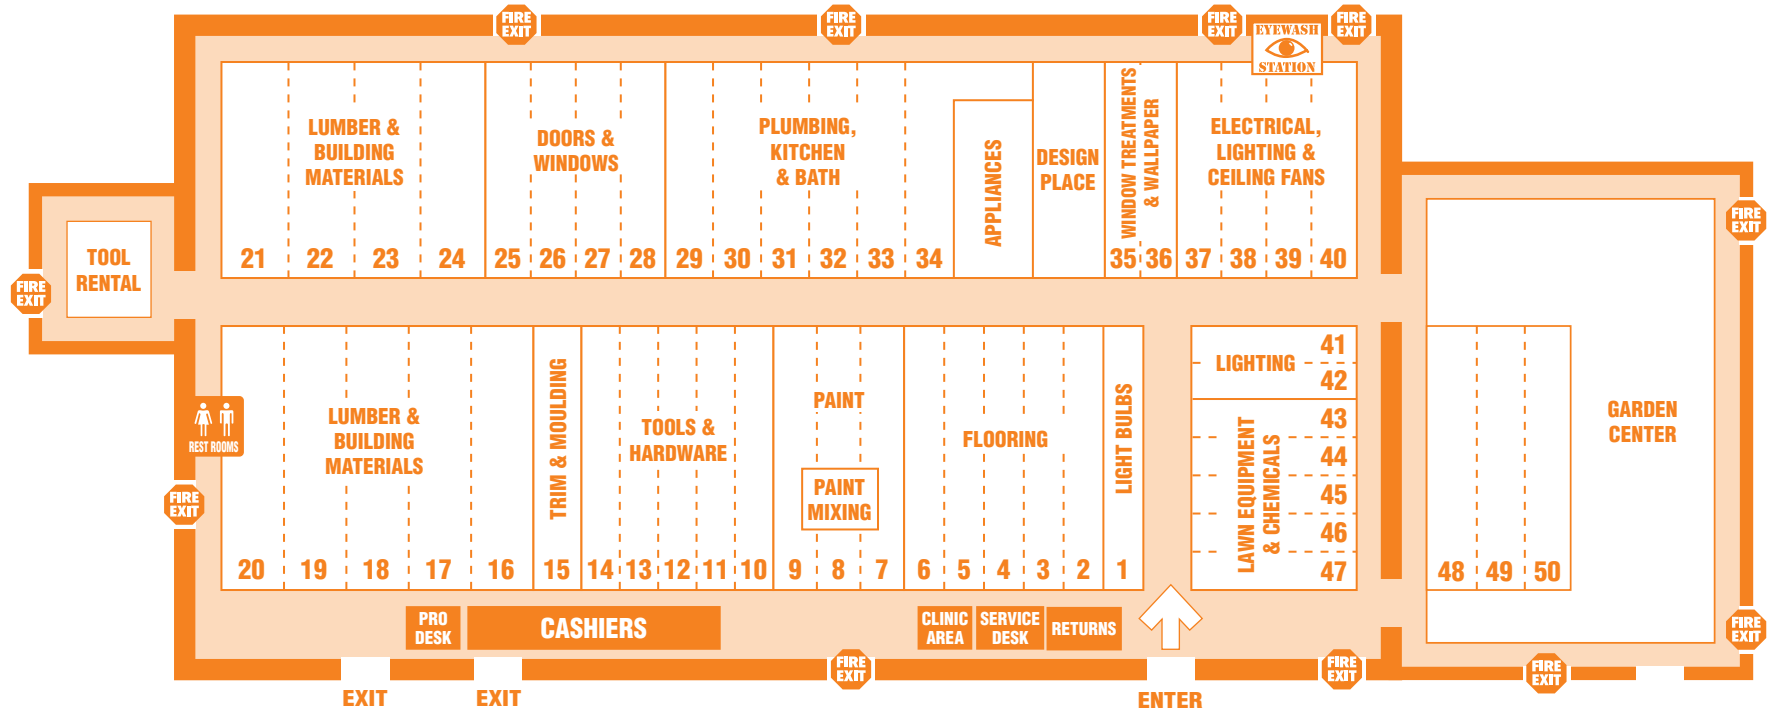 FIRE
EXIT
FIRE
EXIT
FIRE
EXIT
FIRE
EXIT
EYEWASH
STATION
LUMBER &
BUILDING
MATERIALS
DOORS &
WINDOWS
PLUMBING,
KITCHEN
& BATH
APPLIANCES
DESIGN
PLACE
WINDOW TREATMENTS
& WALLPAPER
ELECTRICAL,
LIGHTING &
CEILING FANS
21 22 23 24 25 26 27 28 29 30 31 32 33 34 35 36 37 38 39 40
TOOL
RENTAL
FIRE
EXIT
FIRE
EXIT
REST ROOMS
FIRE
EXIT
LUMBER &
BUILDING
MATERIALS
TRIM & MOULDING
TOOLS &
HARDWARE
PAINT
PAINT
MIXING
FLOORING
LIGHT BULBS
20 19 18 17 16 15 14 13 12 11 10 9 8 7 6 5 4 3 2 1
LIGHTING
41
42
LAWN EQUIPMENT
& CHEMICALS
43
44
45
46
47
GARDEN
CENTER
48 49 50
PRO
DESK
CASHIERS
CLINIC
AREA
SERVICE
DESK
RETURNS
FIRE
EXIT
FIRE
EXIT
FIRE
EXIT
FIRE
EXIT
EXIT
EXIT
ENTER